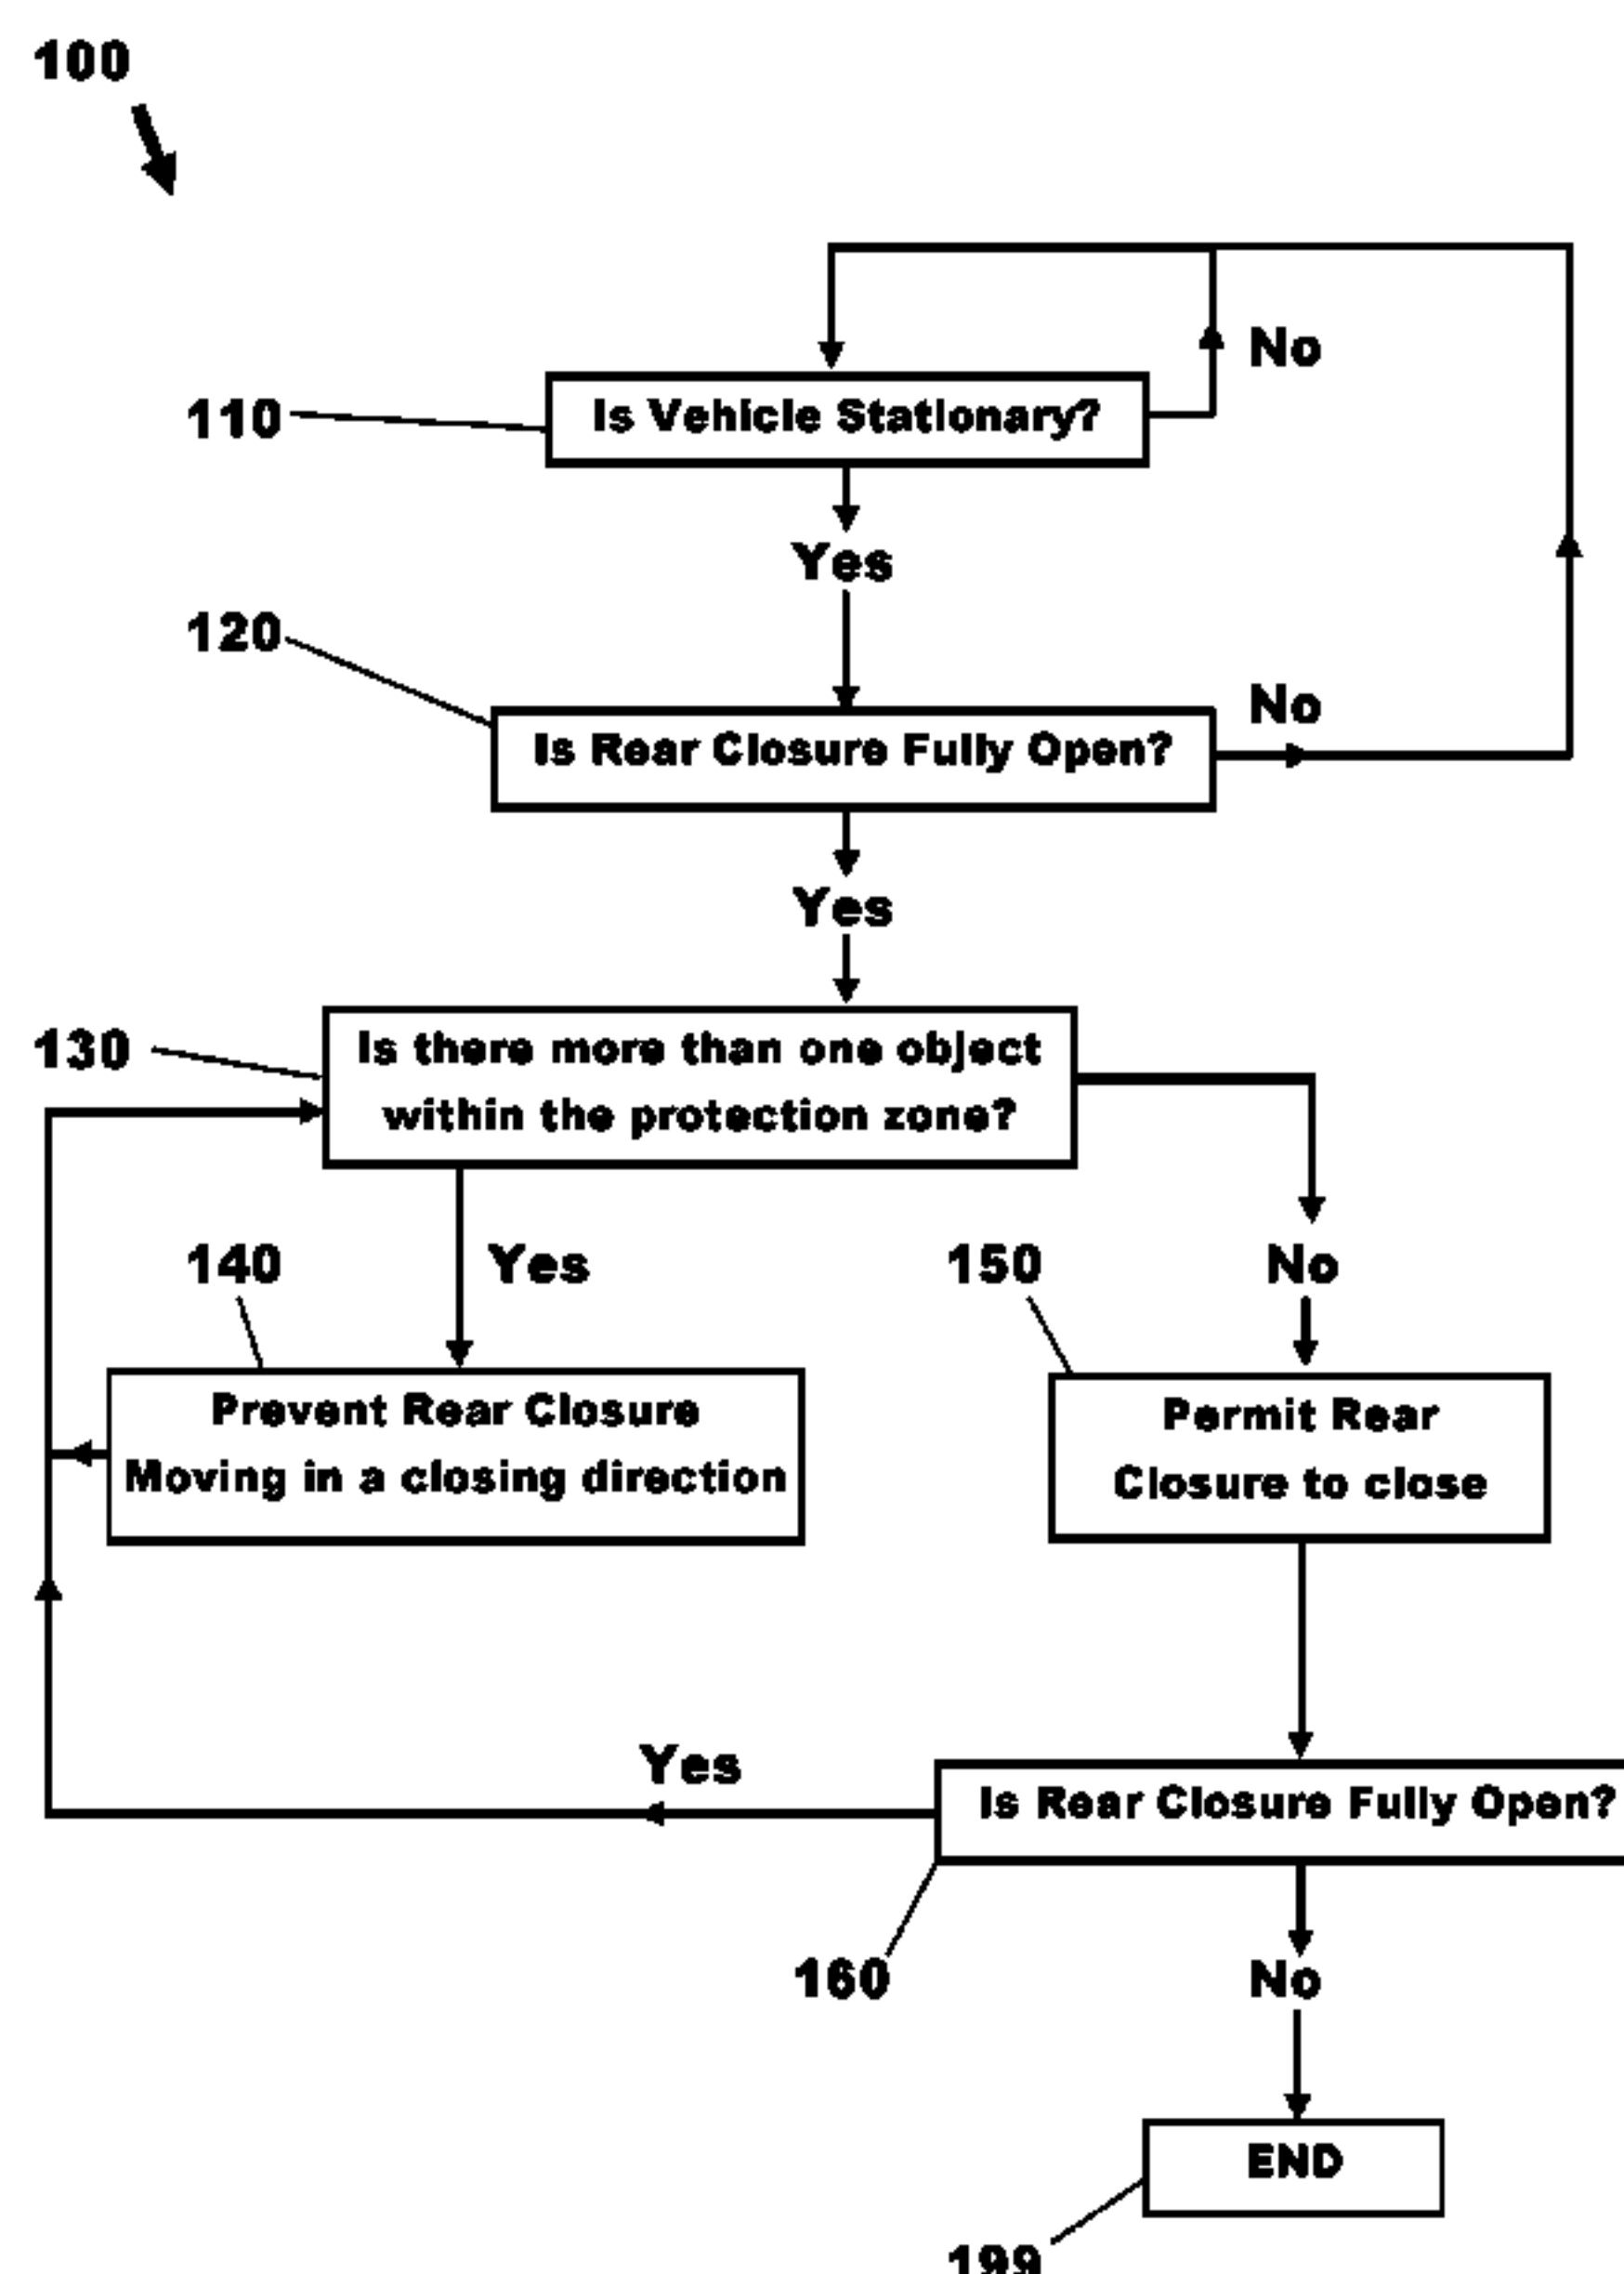 100
No
110
Is Vehicle Stationary?
Yes
120
No
Is Rear Closure Fully Open?
Yes
130
Is there more than one object
within the protection zone?
140
Yes
150
No
Prevent Rear Closure
Moving in a closing direction
Permit Rear
Closure to close
Yes
Is Rear Closure Fully Open?
160
No
END
199